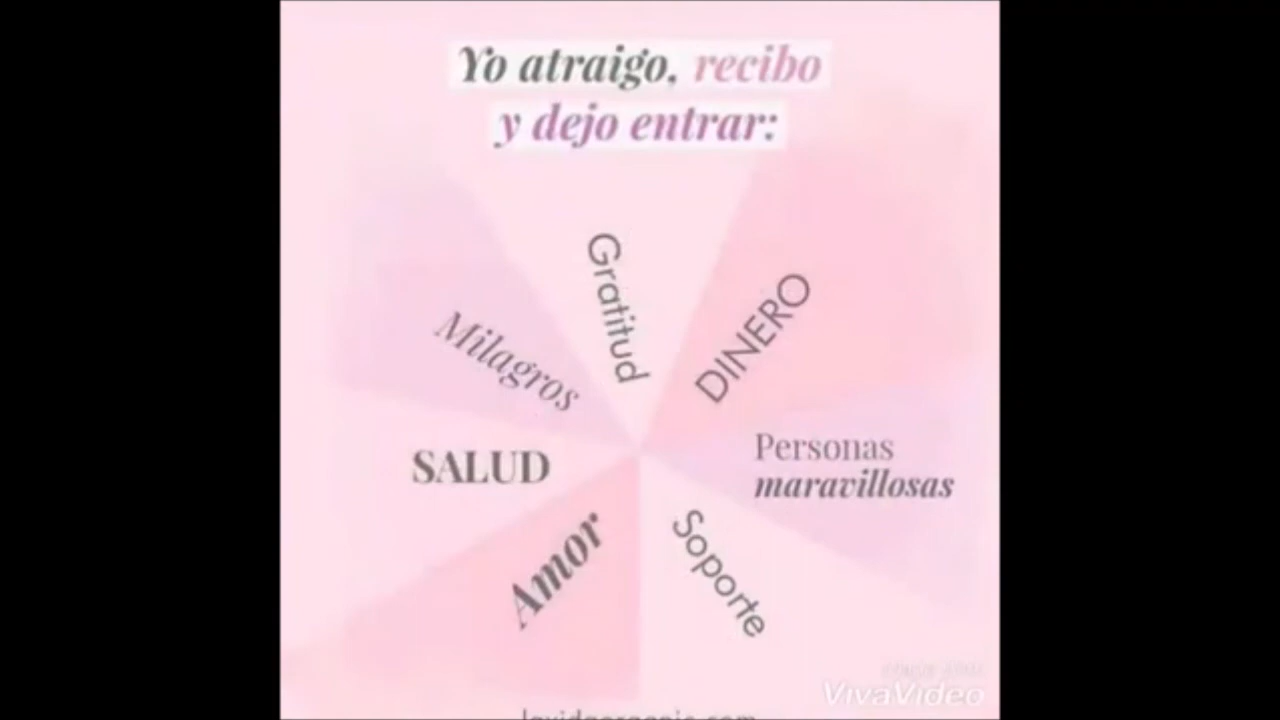 Yo atraigo, recibo
y dejo entrar:
Gratitud
DINERO
Milagros
Personas
maravillosas
SALUD
Amor
Soporte
VivaVideo